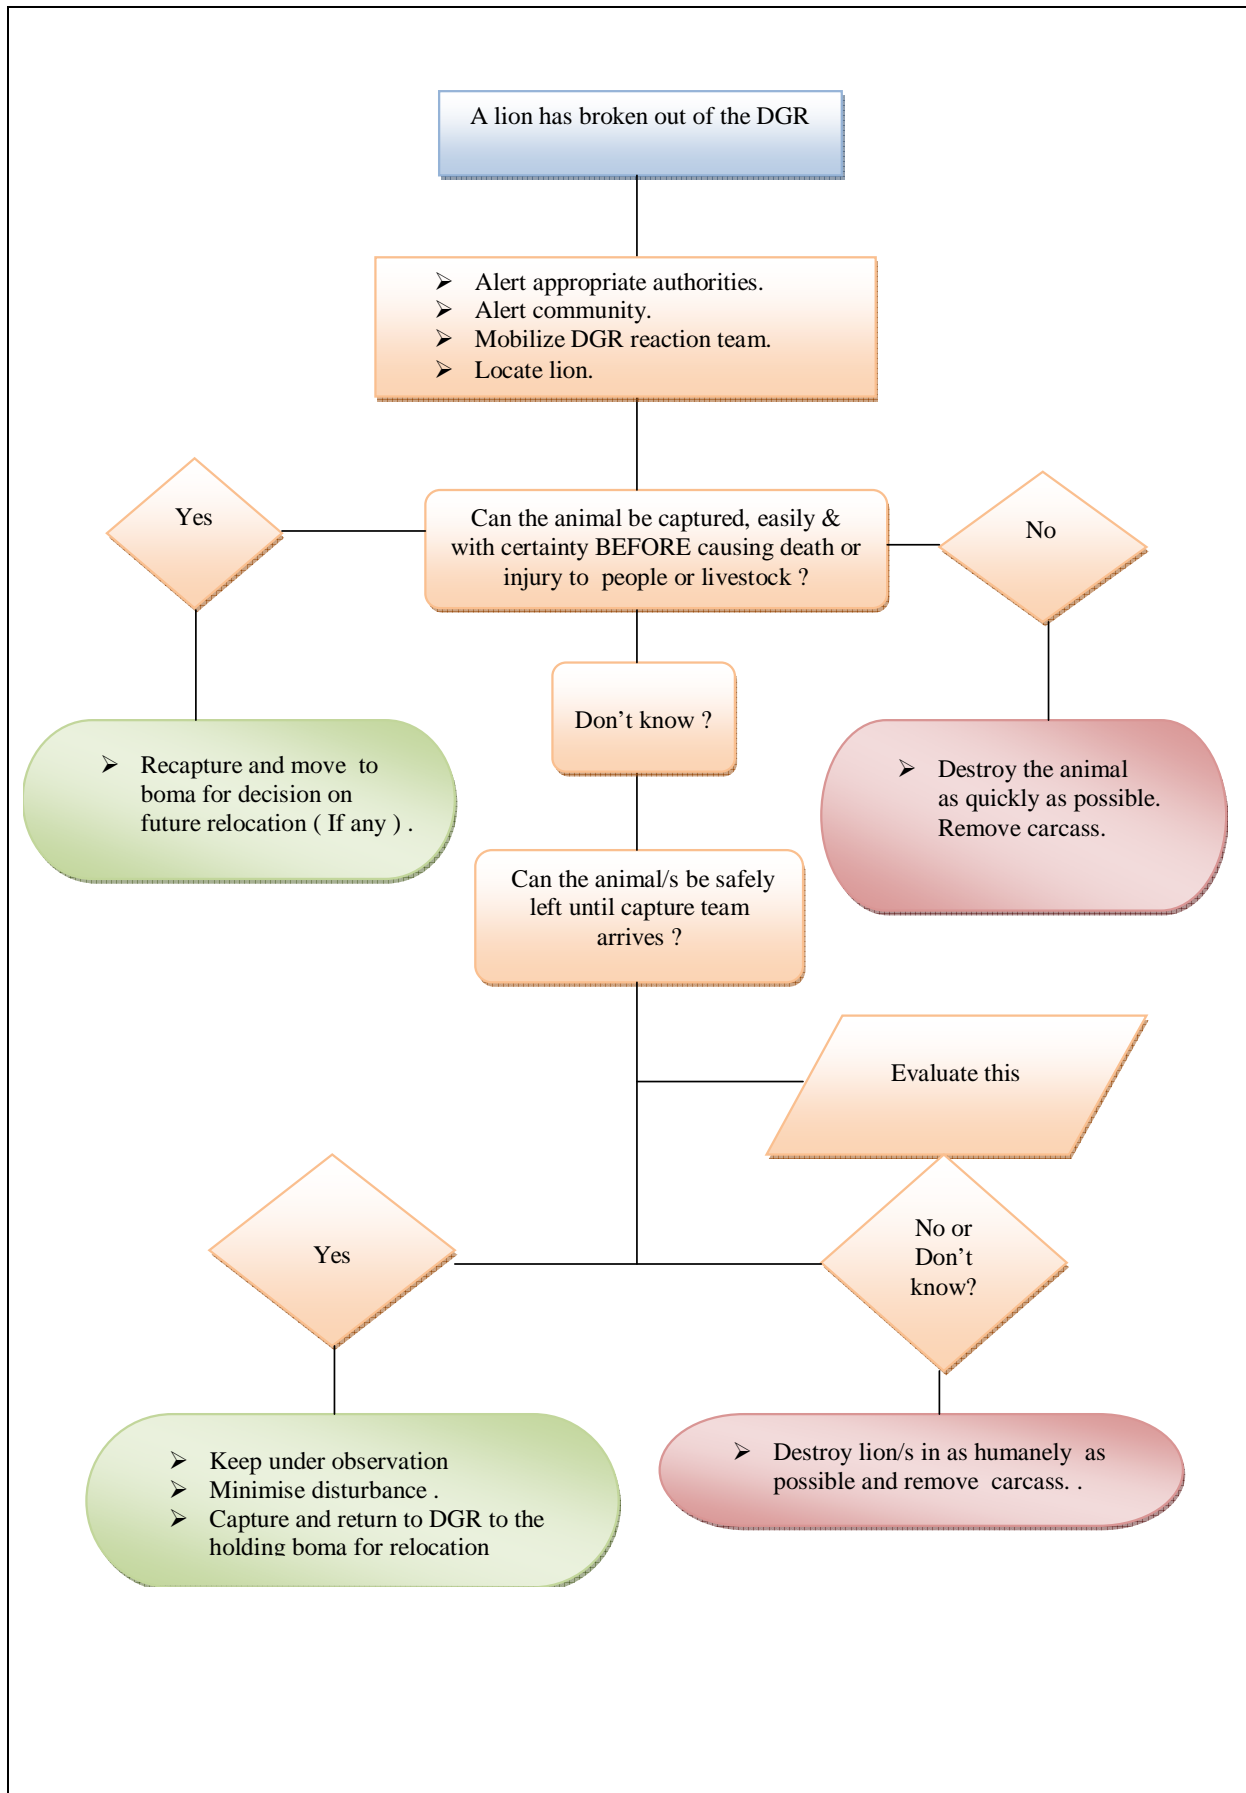 A lion has broken out of the DGR
➢ Alert appropriate authorities.
➢ Alert community.
➢ Mobilize DGR reaction team.
➢ Locate lion.
Yes
Can the animal be captured, easily &
with certainty BEFORE causing death or
injury to people or livestock ?
No
Don't know ?
➢ Recapture and move to
boma for decision on
future relocation ( If any ) .
➢ Destroy the animal
as quickly as possible.
Remove carcass.
Can the animal/s be safely
left until capture team
arrives ?
Evaluate this
Yes
No or
Don't
know?
➢ Keep under observation
➢ Minimise disturbance .
➢ Capture and return to DGR to the
holding boma for relocation
➢ Destroy lion/s in as humanely as
possible and remove carcass. .